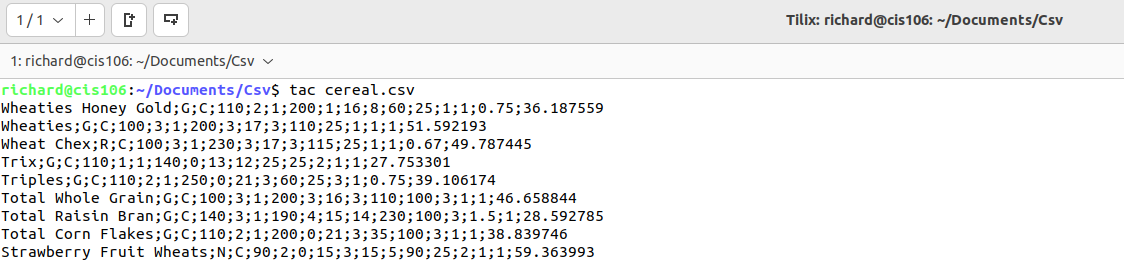 1 / 1
Tilix: richard@cis106: ~/Documents/Csv
1: richard@cis106: ~/Documents/Csv
richard@cis106:~/Documents/Csv$ tac cereal.csv
Wheaties Honey Gold;G;C;110;2;1;200;1;16;8;60;25;1;1;0.75;36.187559
Wheaties;G;C;100;3;1;200;3;17;3;110;25;1;1;1;51.592193
Wheat Chex;R;C;100;3;1;230;3;17;3;115;25;1;1;0.67;49.787445
Trix;G;C;110;1;1;140;0;13;12;25;25;2;1;1;27.753301
Triples;G;C;110;2;1;250;0;21;3;60;25;3;1;0.75;39.106174
Total Whole Grain;G;C;100;3;1;200;3;16;3;110;100;3;1;1;46.658844
Total Raisin Bran;G;C;140;3;1;190;4;15;14;230;100;3;1.5;1;28.592785
Total Corn Flakes;G;C;110;2;1;200;0;21;3;35;100;3;1;1;38.839746
Strawberry Fruit Wheats;N;C;90;2;0;15;3;15;5;90;25;2;1;1;59.363993